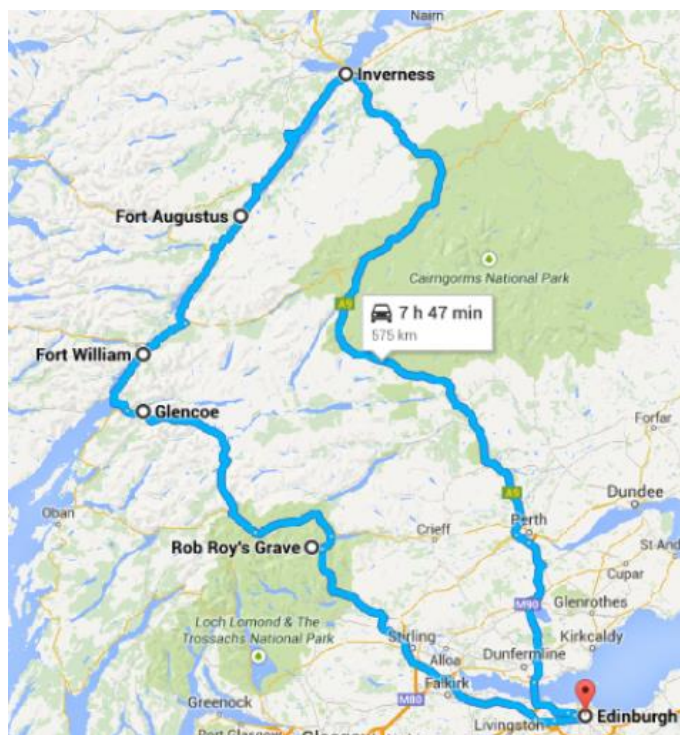 Nairn
Inverness
Fort Augustus
Cairngorms National Park
A9
7 h 47 min
575 km
Fort William
Glencoe
Forfar
A9
Dundee
Oban
Perth
Crieff
St And
Rob Roy's Grave
Cupar
M90
Glenrothes
Loch Lomond & The
Trossachs National Park
Stirling
Kirkcaldy
Alloa
Dunfermline
Falkirk
M80
Greenock
Edinburgh
Livingston
Port Glasgow